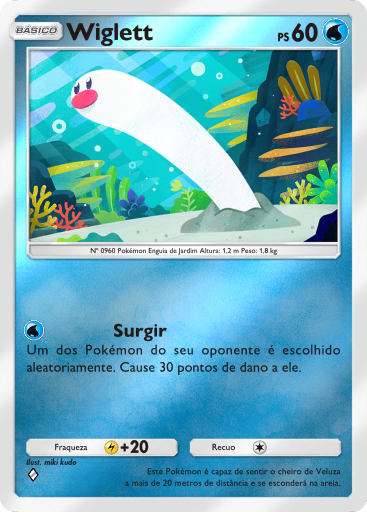 BÁSICO Wiglett PS 60
Nº 0960 Pokémon Enguia de Jardim Altura: 1,2 m Peso: 1,8 kg
Surgir
Um dos Pokémon do seu oponente é escolhido
aleatoriamente. Cause 30 pontos de dano a ele.
Fraqueza +20 Recuo
Ilust. miki kudo
Este Pokémon é capaz de sentir o cheiro de Veluza
a mais de 20 metros de distância e se esconderá na areia.